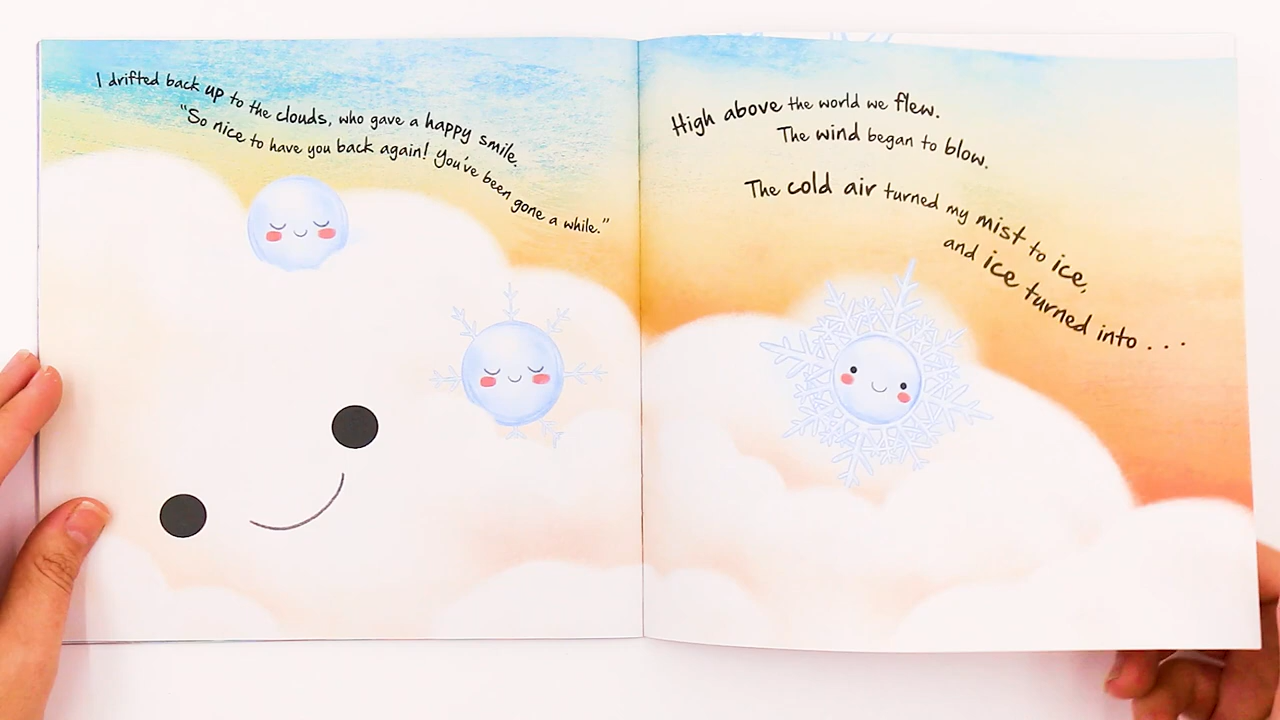 I drifted back up to the clouds, who gave a happy smile.
"So nice to have you back again! You've been gone a while."
High above the world we flew.
The wind began to blow.
The cold air turned my mist to ice,
and ice turned into . . .